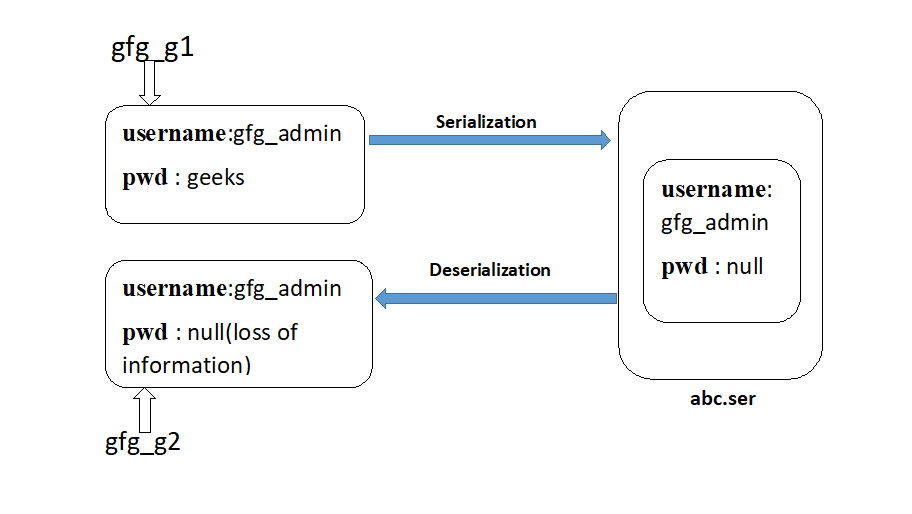 gfg_g1
username:gfg_admin
pwd : geeks
Serialization
username:
gfg_admin
pwd : null
Deserialization
username:gfg_admin
pwd : null(loss of
information)
abc.ser
gfg_g2